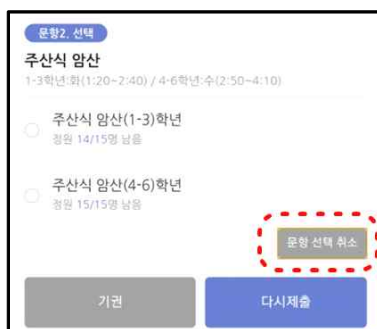 문항2. 선택
주산식 암산
1-3학년:화(1:20~2:40) / 4-6학년:수(2:50~4:10)
주산식 암산(1-3)학년
정원 14/15명 남음
주산식 암산(4-6)학년
정원 15/15명 남음
문항 선택 취소
기권
다시제출